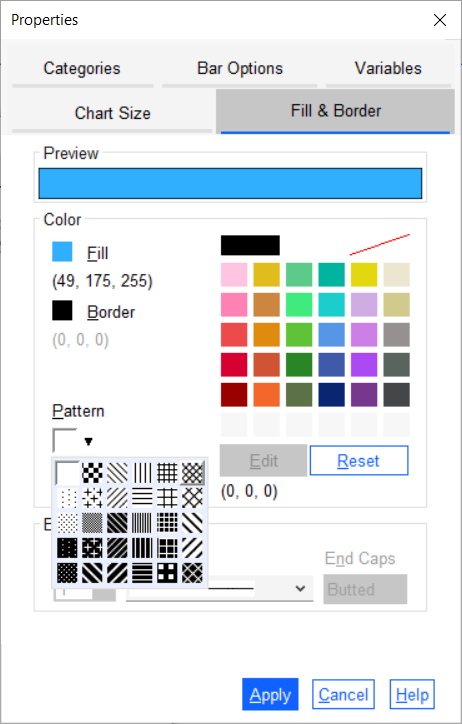 Properties
Categories
Bar Options
Variables
Chart Size
Fill & Border
Preview
Color
Fill
(49, 175, 255)
Border
(0, 0, 0)
Pattern
Edit
Reset
(0, 0, 0)
End Caps
Butted
Apply
Cancel
Help